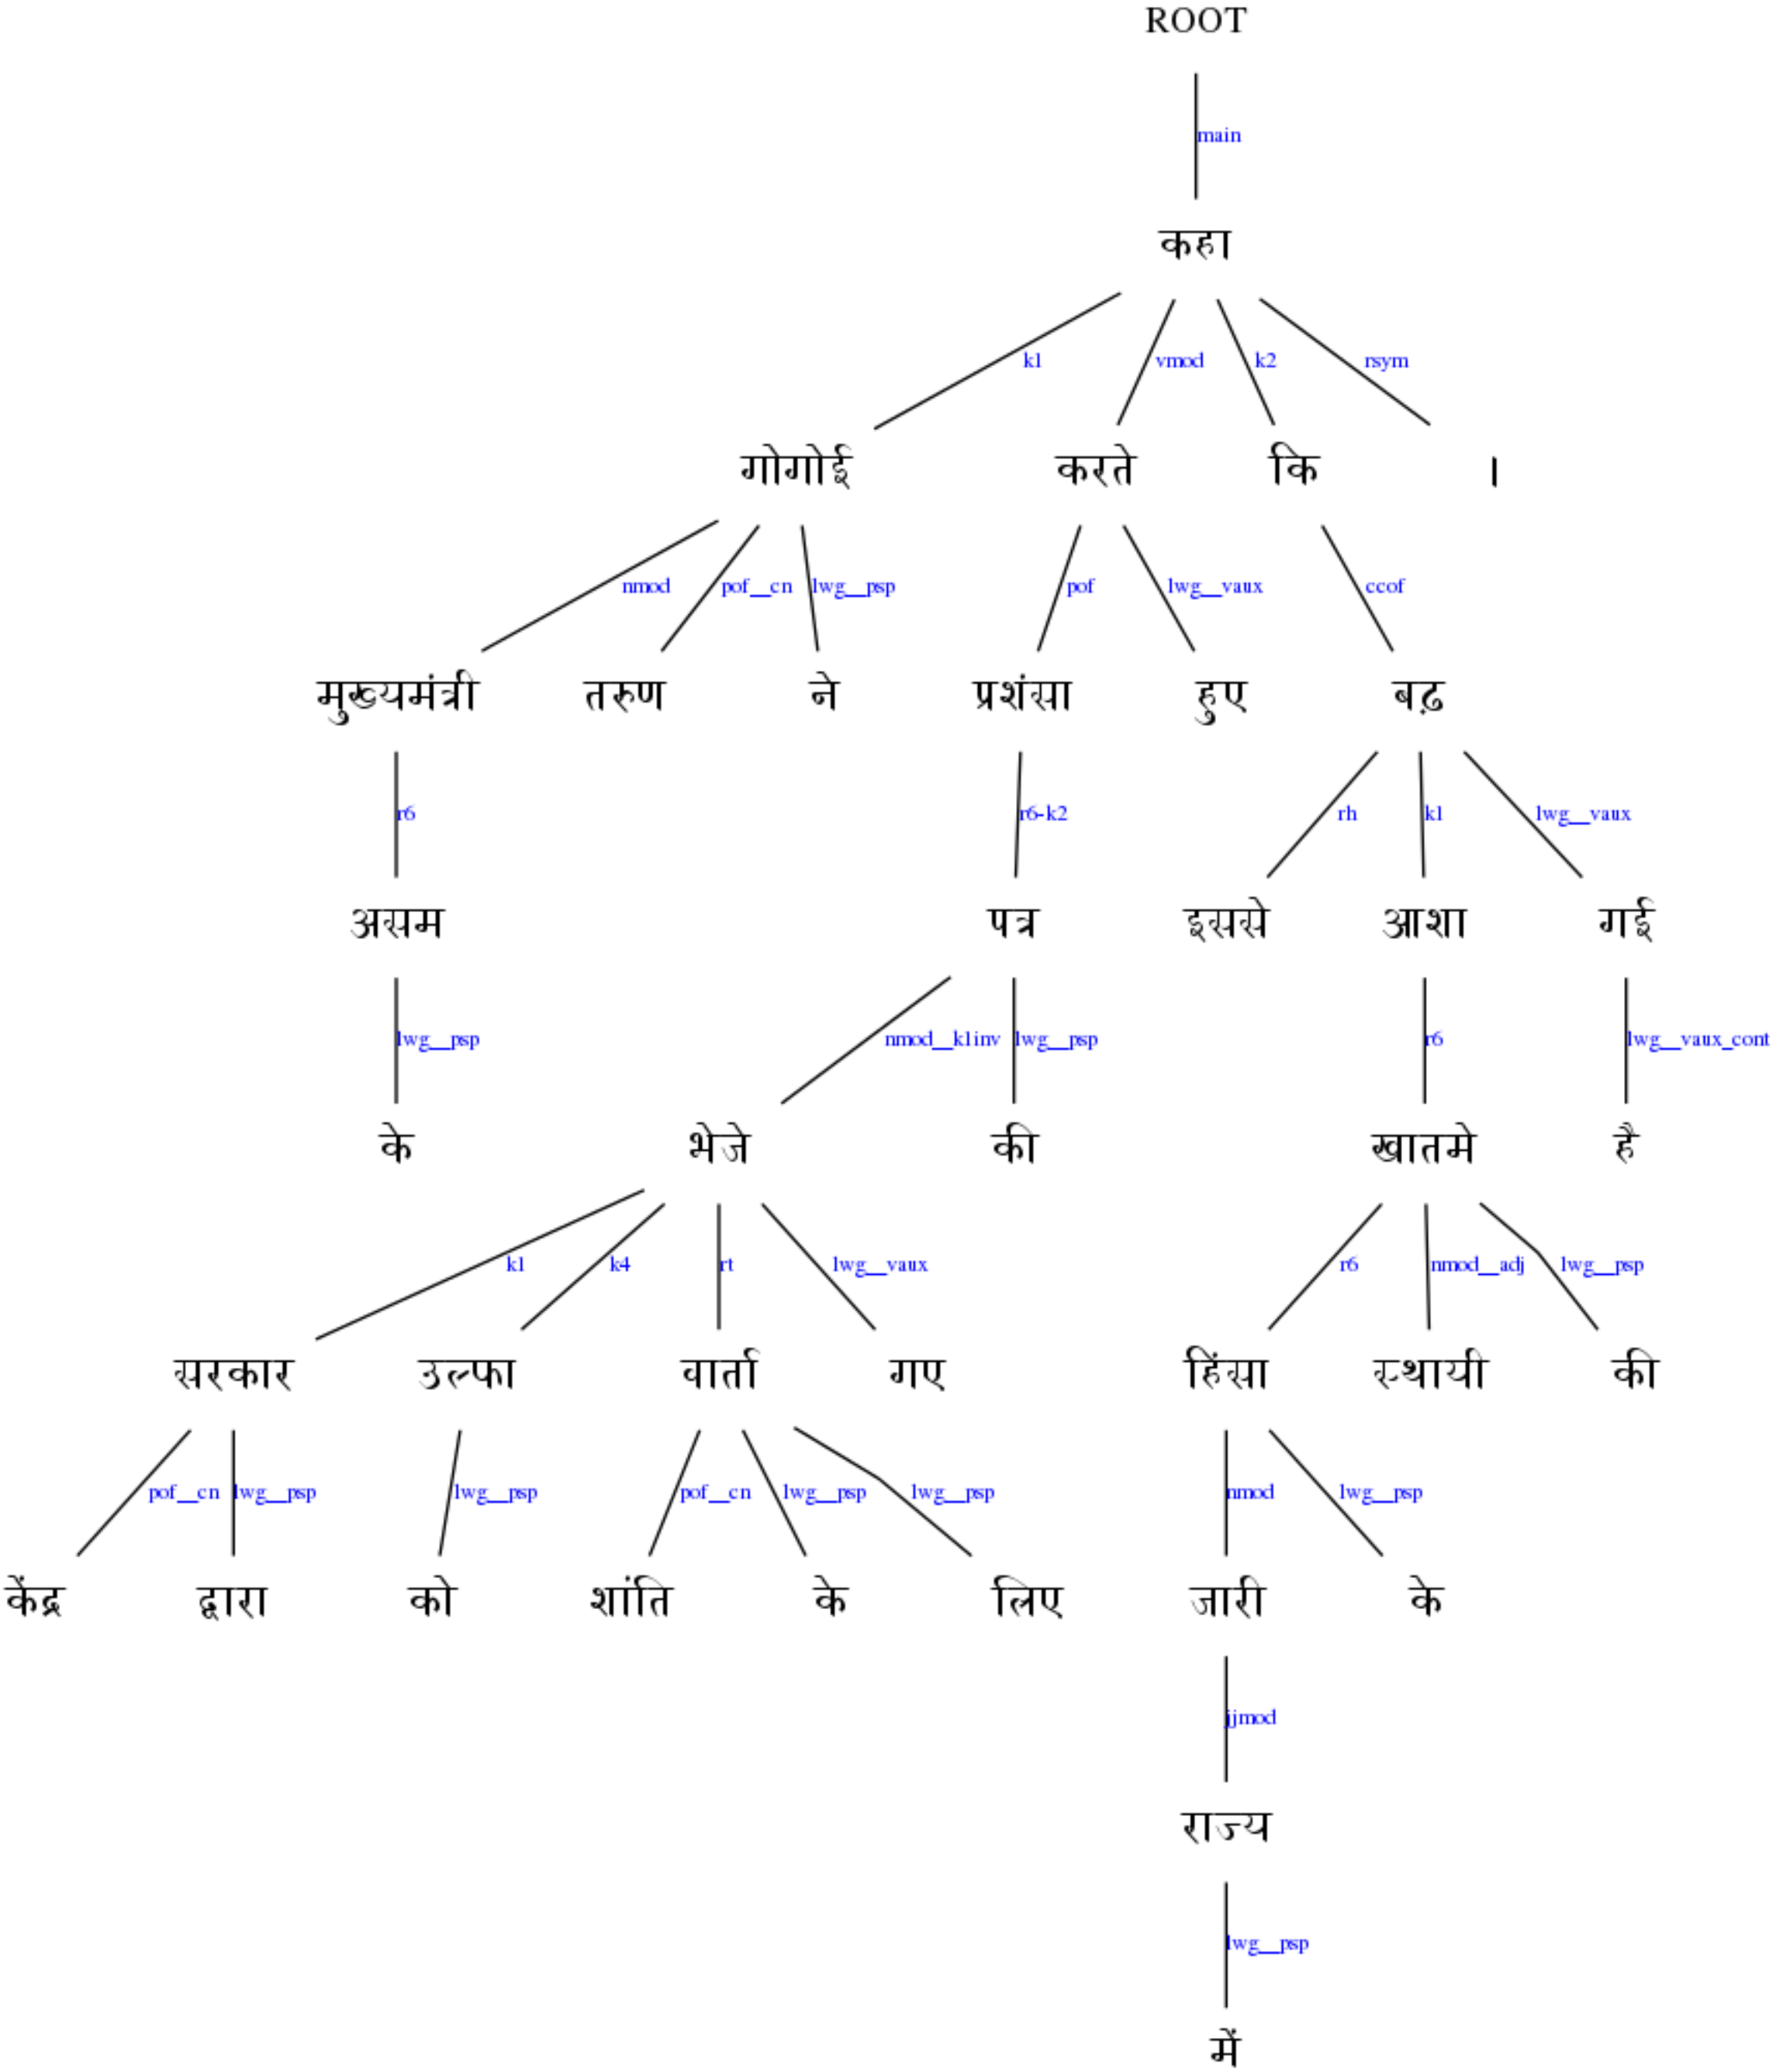 ROOT
main
कहा
k1 vmod k2 rsym
गोगोई करते कि ।
nmod pof__cn lwg__psp pof lwg__vaux ccof
मुख्यमंत्री तरुण ने प्रशंसा हुए बढ़
r6 r6-k2 rh k1 lwg__vaux
असम पत्र इससे आशा गई
lwg__psp nmod__k1inv lwg__psp r6 lwg__vaux_cont
के भेजे की खातमे है
k1 k4 rt lwg__vaux r6 nmod__adj lwg__psp
सरकार उल्फा वार्ता गए हिंसा स्थायी की
pof__cn lwg__psp lwg__psp pof__cn lwg__psp lwg__psp nmod lwg__psp
केंद्र द्वारा को शांति के लिए जारी के
jjmod
राज्य
lwg__psp
में